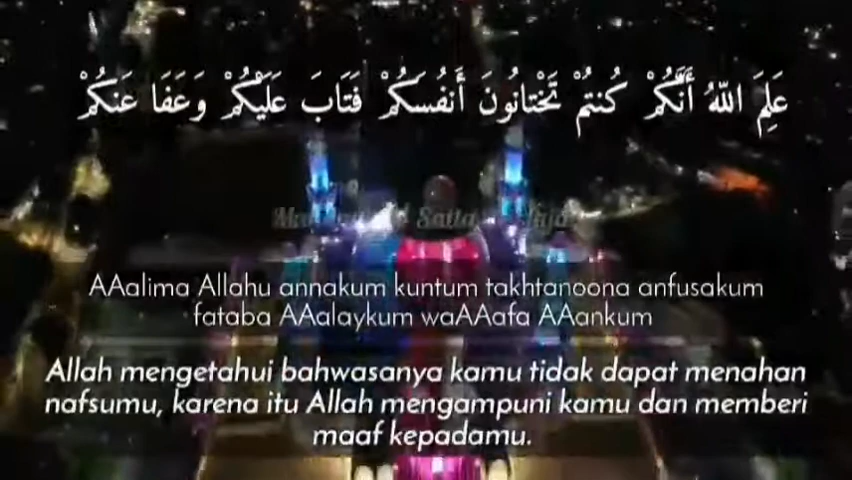 عَلِمَ اللّهُ أَنَّكُمْ كُنتُمْ تَخْتانُونَ أَنفُسَكُمْ فَتَابَ عَلَيْكُمْ وَعَفَا عَنكُمْ
AAalima Allahu annakum kuntum takhtanoona anfusakum
fataba AAalaykum waAAafa AAankum
Allah mengetahui bahwasanya kamu tidak dapat menahan
nafsumu, karena itu Allah mengampuni kamu dan memberi
maaf kepadamu.